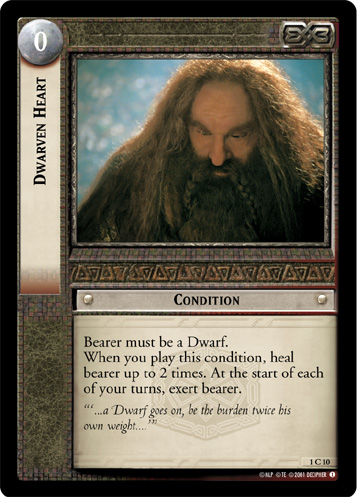 0
DWARVEN HEART
CONDITION
Bearer must be a Dwarf.
When you play this condition, heal
bearer up to 2 times. At the start of each
of your turns, exert bearer.
“‘...a Dwarf goes on, be the burden twice his
own weight....’”
1 C 10
© NLP © TE © 2001 DECIPHER